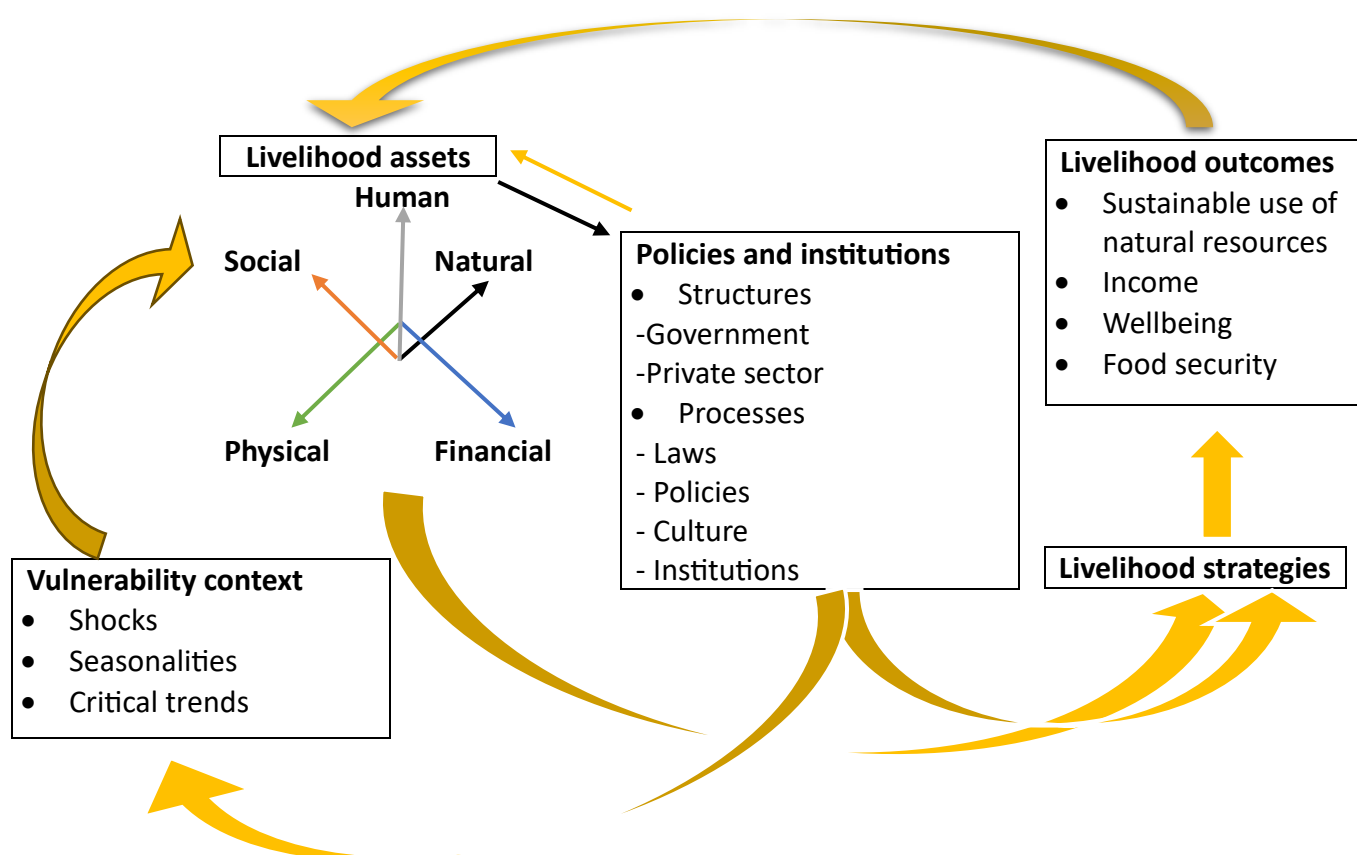 Livelihood assets
Human
Social
Natural
Physical
Financial
Policies and institutions
• Structures
-Government
-Private sector
• Processes
- Laws
- Policies
- Culture
- Institutions
Livelihood outcomes
• Sustainable use of
natural resources
• Income
• Wellbeing
• Food security
Livelihood strategies
Vulnerability context
• Shocks
• Seasonalities
• Critical trends